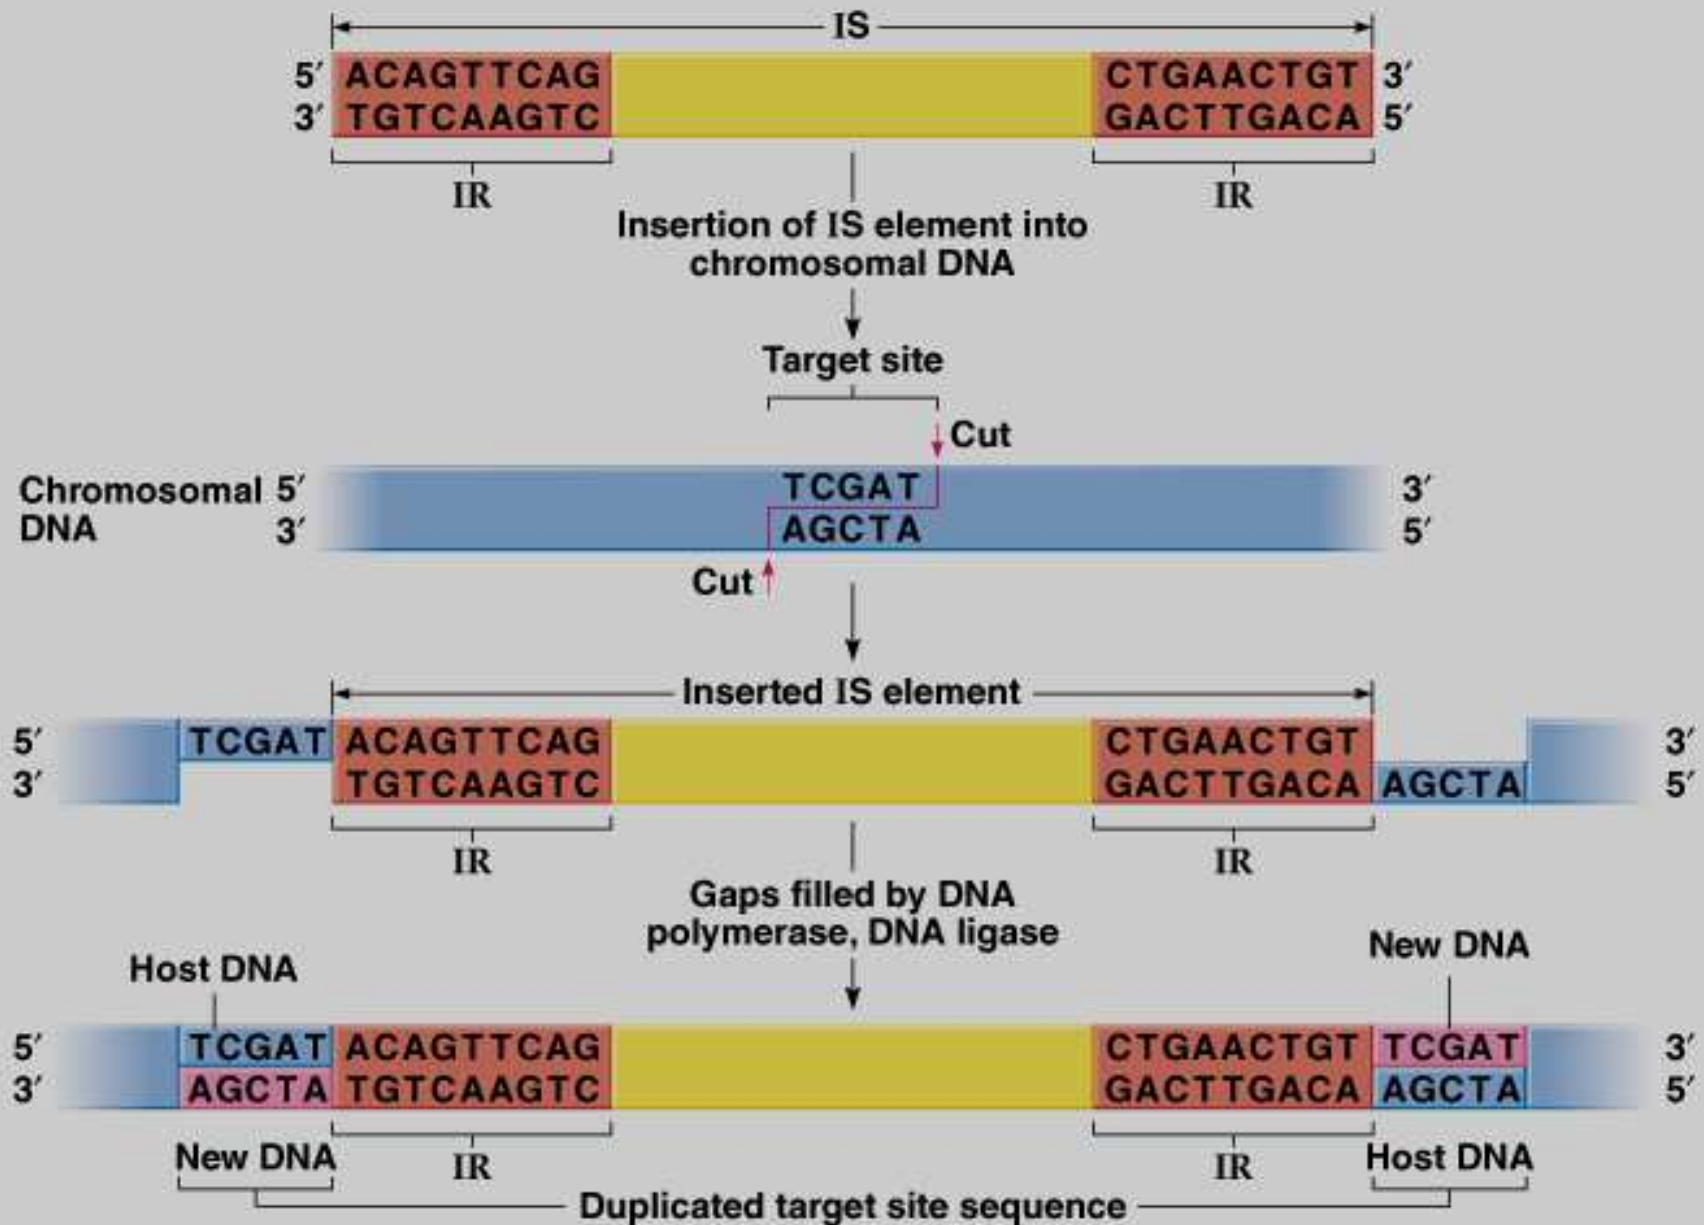 IS
5′ ACAGTTCAG CTGAACTGT 3′
3′ TGTCAAGTC GACTTGACA 5′
IR IR
Insertion of IS element into
chromosomal DNA
Target site
Cut
Chromosomal 5′ TCGAT 3′
DNA 3′ AGCTA 5′
Cut
Inserted IS element
5′ TCGAT ACAGTTCAG CTGAACTGT 3′
3′ TGTCAAGTC GACTTGACA AGCTA 5′
IR IR
Gaps filled by DNA
polymerase, DNA ligase
Host DNA New DNA
5′ TCGAT ACAGTTCAG CTGAACTGT TCGAT 3′
3′ AGCTA TGTCAAGTC GACTTGACA AGCTA 5′
New DNA IR IR Host DNA
Duplicated target site sequence